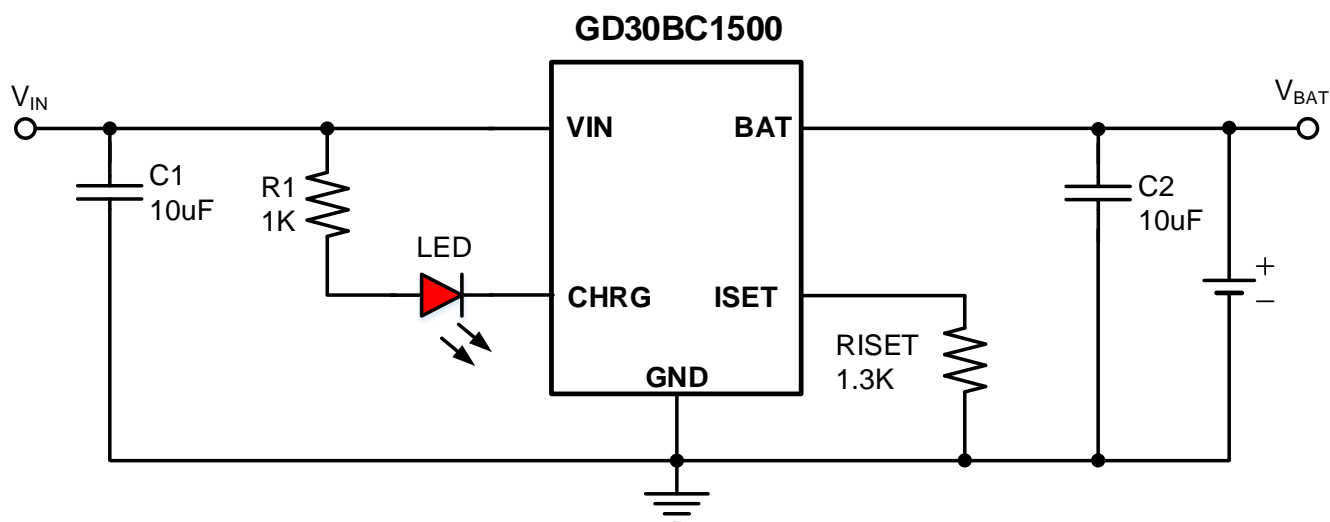 GD30BC1500
VIN
VBAT
VIN
BAT
C1
10uF
R1
1K
C2
10uF
LED
CHRG
ISET
+
−
RISET
1.3K
GND